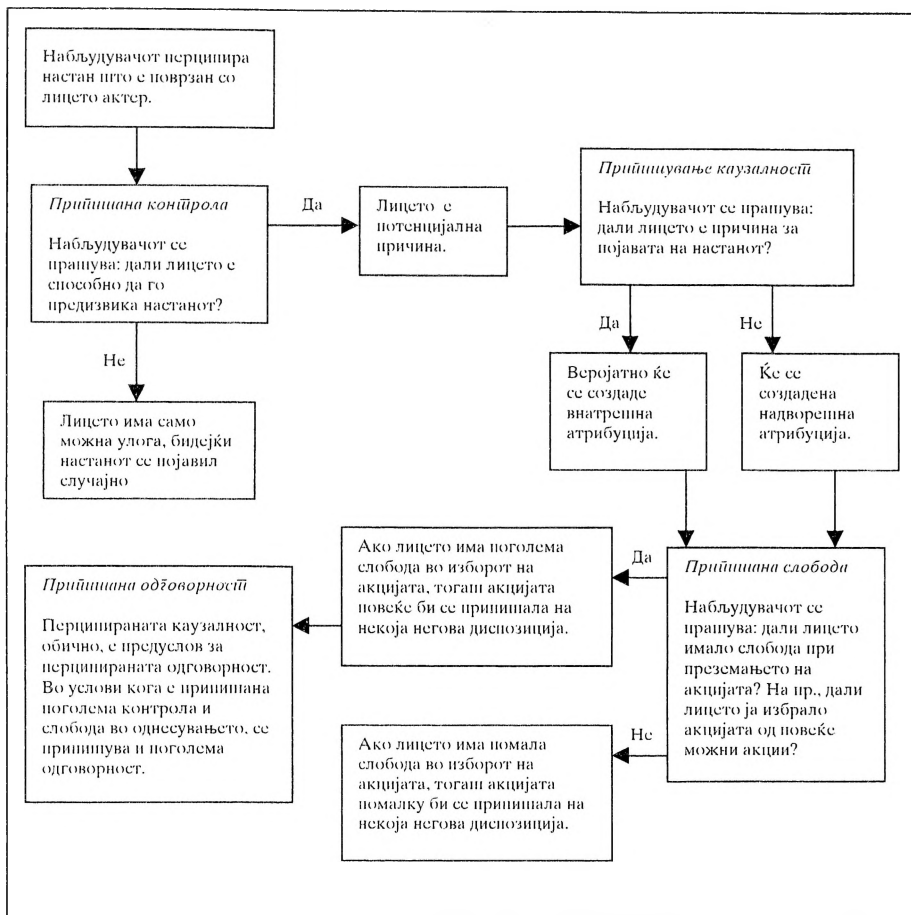 Набљудувачот перципира
настан што е поврзан со
лицето актер.
Припишана контрола
Набљудувачот се
прашува: дали лицето е
способно да го
предизвика настанот?
Да
Не
Лицето има само
можна улога, бидејќи
настанот се појавил
случајно
Лицето е
потенцијална
причина.
Припишување каузалност
Набљудувачот се прашува:
дали лицето е причина за
појавата на настанот?
Да
Не
Веројатно ќе
се создаде
внатрешна
атрибуција.
Ќе се
создадена
надворешна
атрибуција.
Припишана слобода
Набљудувачот се
прашува: дали лицето
имало слобода при
преземањето на
акцијата? На пр., дали
лицето ја избрало
акцијата од повеќе
можни акции?
Да
Не
Ако лицето има поголема
слобода во изборот на
акцијата, тогаш акцијата
повеќе би се припишала на
некоја негова диспозиција.
Ако лицето има помала
слобода во изборот на
акцијата, тогаш акцијата
помалку би се припишала на
некоја негова диспозиција.
Припишана одговорност
Перципираната каузалност,
обично, е предуслов за
перципираната одговорност.
Во услови кога е припишана
поголема контрола и
слобода во однесувањето, се
припишува и поголема
одговорност.